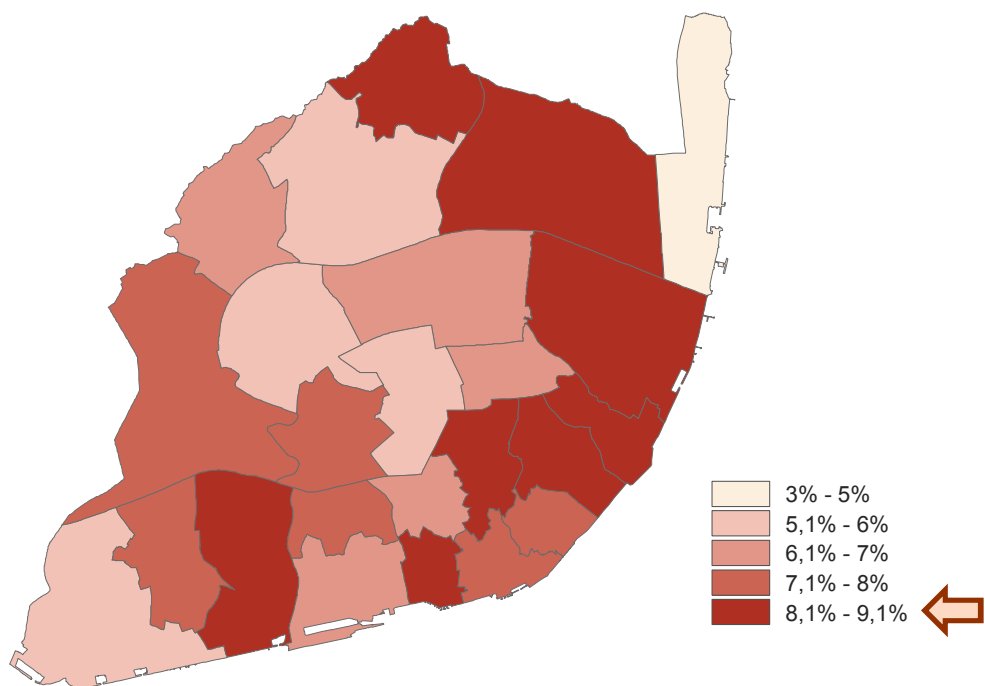 3% - 5%
5,1% - 6%
6,1% - 7%
7,1% - 8%
8,1% - 9,1%